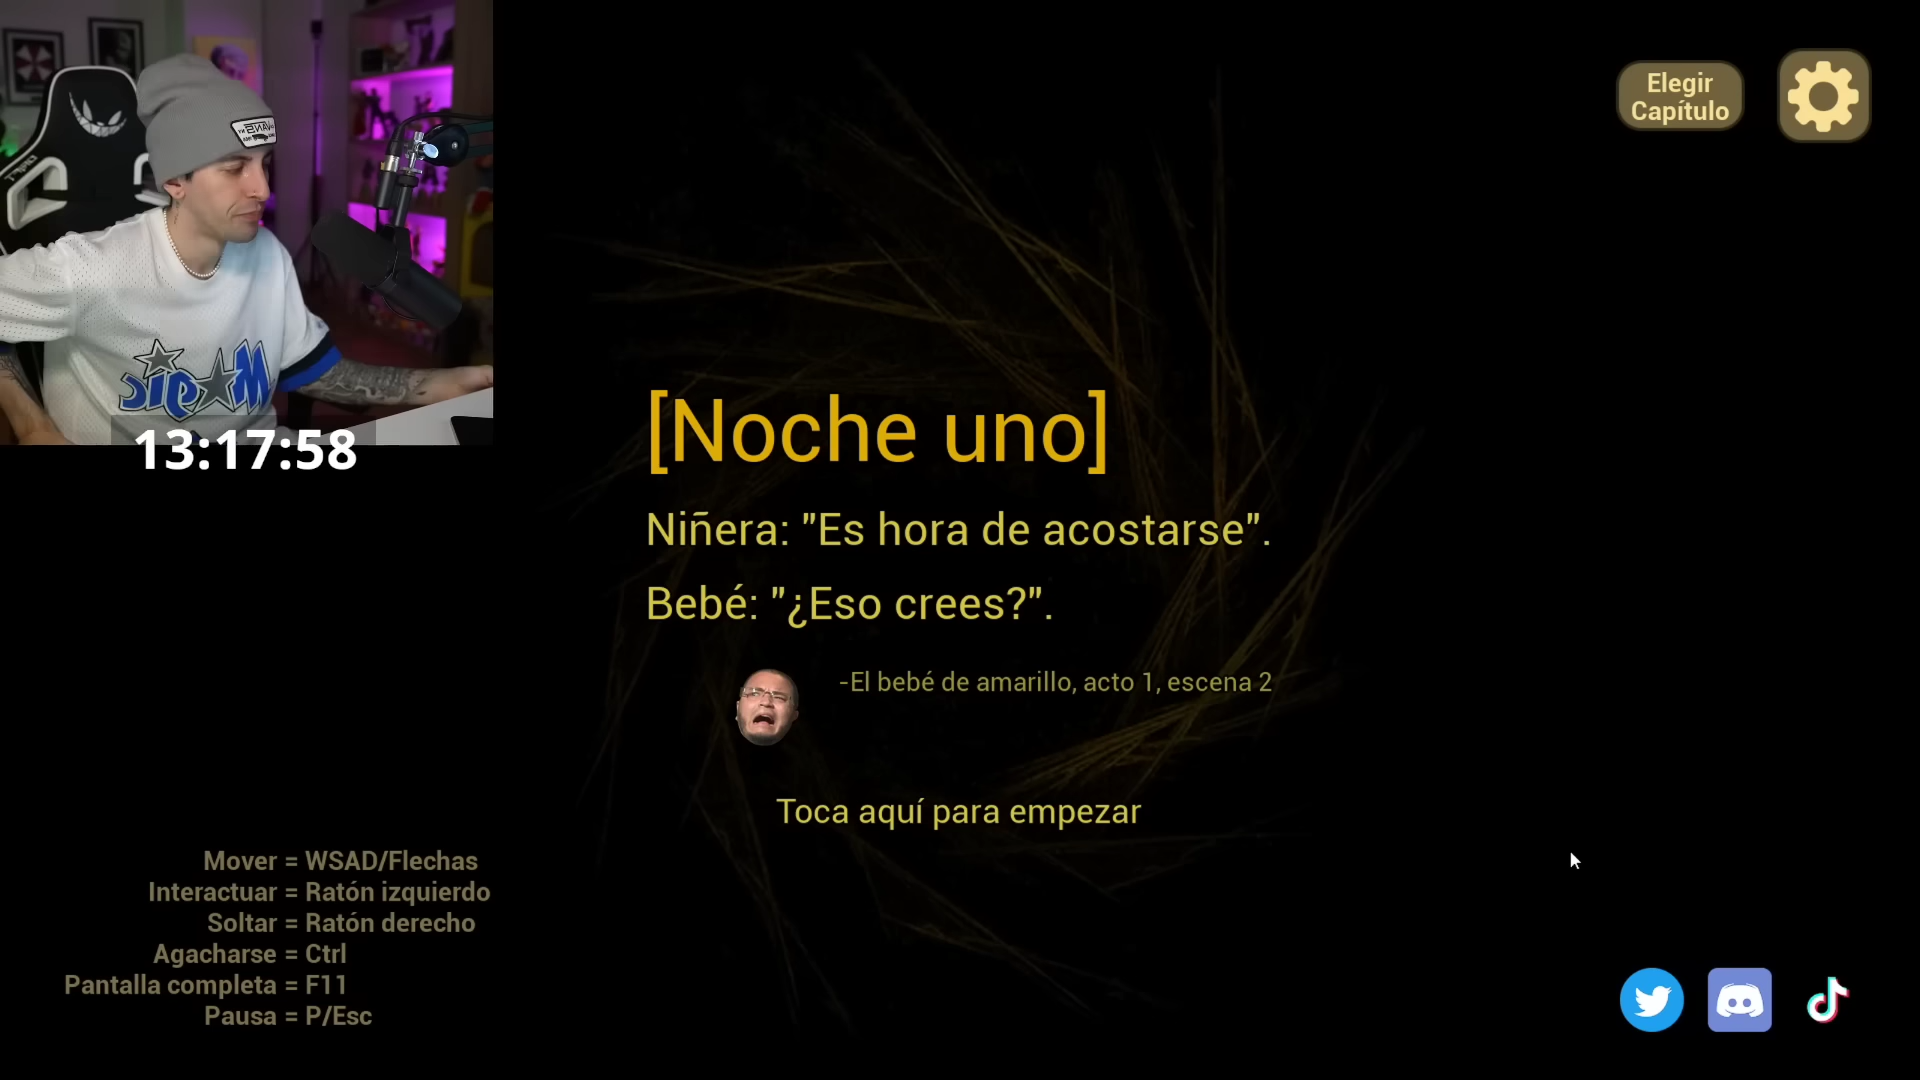 Elegir
Capítulo
13:17:58
[Noche uno]
Niñera: "Es hora de acostarse".
Bebé: "¿Eso crees?".
-El bebé de amarillo, acto 1, escena 2
Toca aquí para empezar
Mover = WSAD/Flechas
Interactuar = Ratón izquierdo
Soltar = Ratón derecho
Agacharse = Ctrl
Pantalla completa = F11
Pausa = P/Esc
VANS
Magic